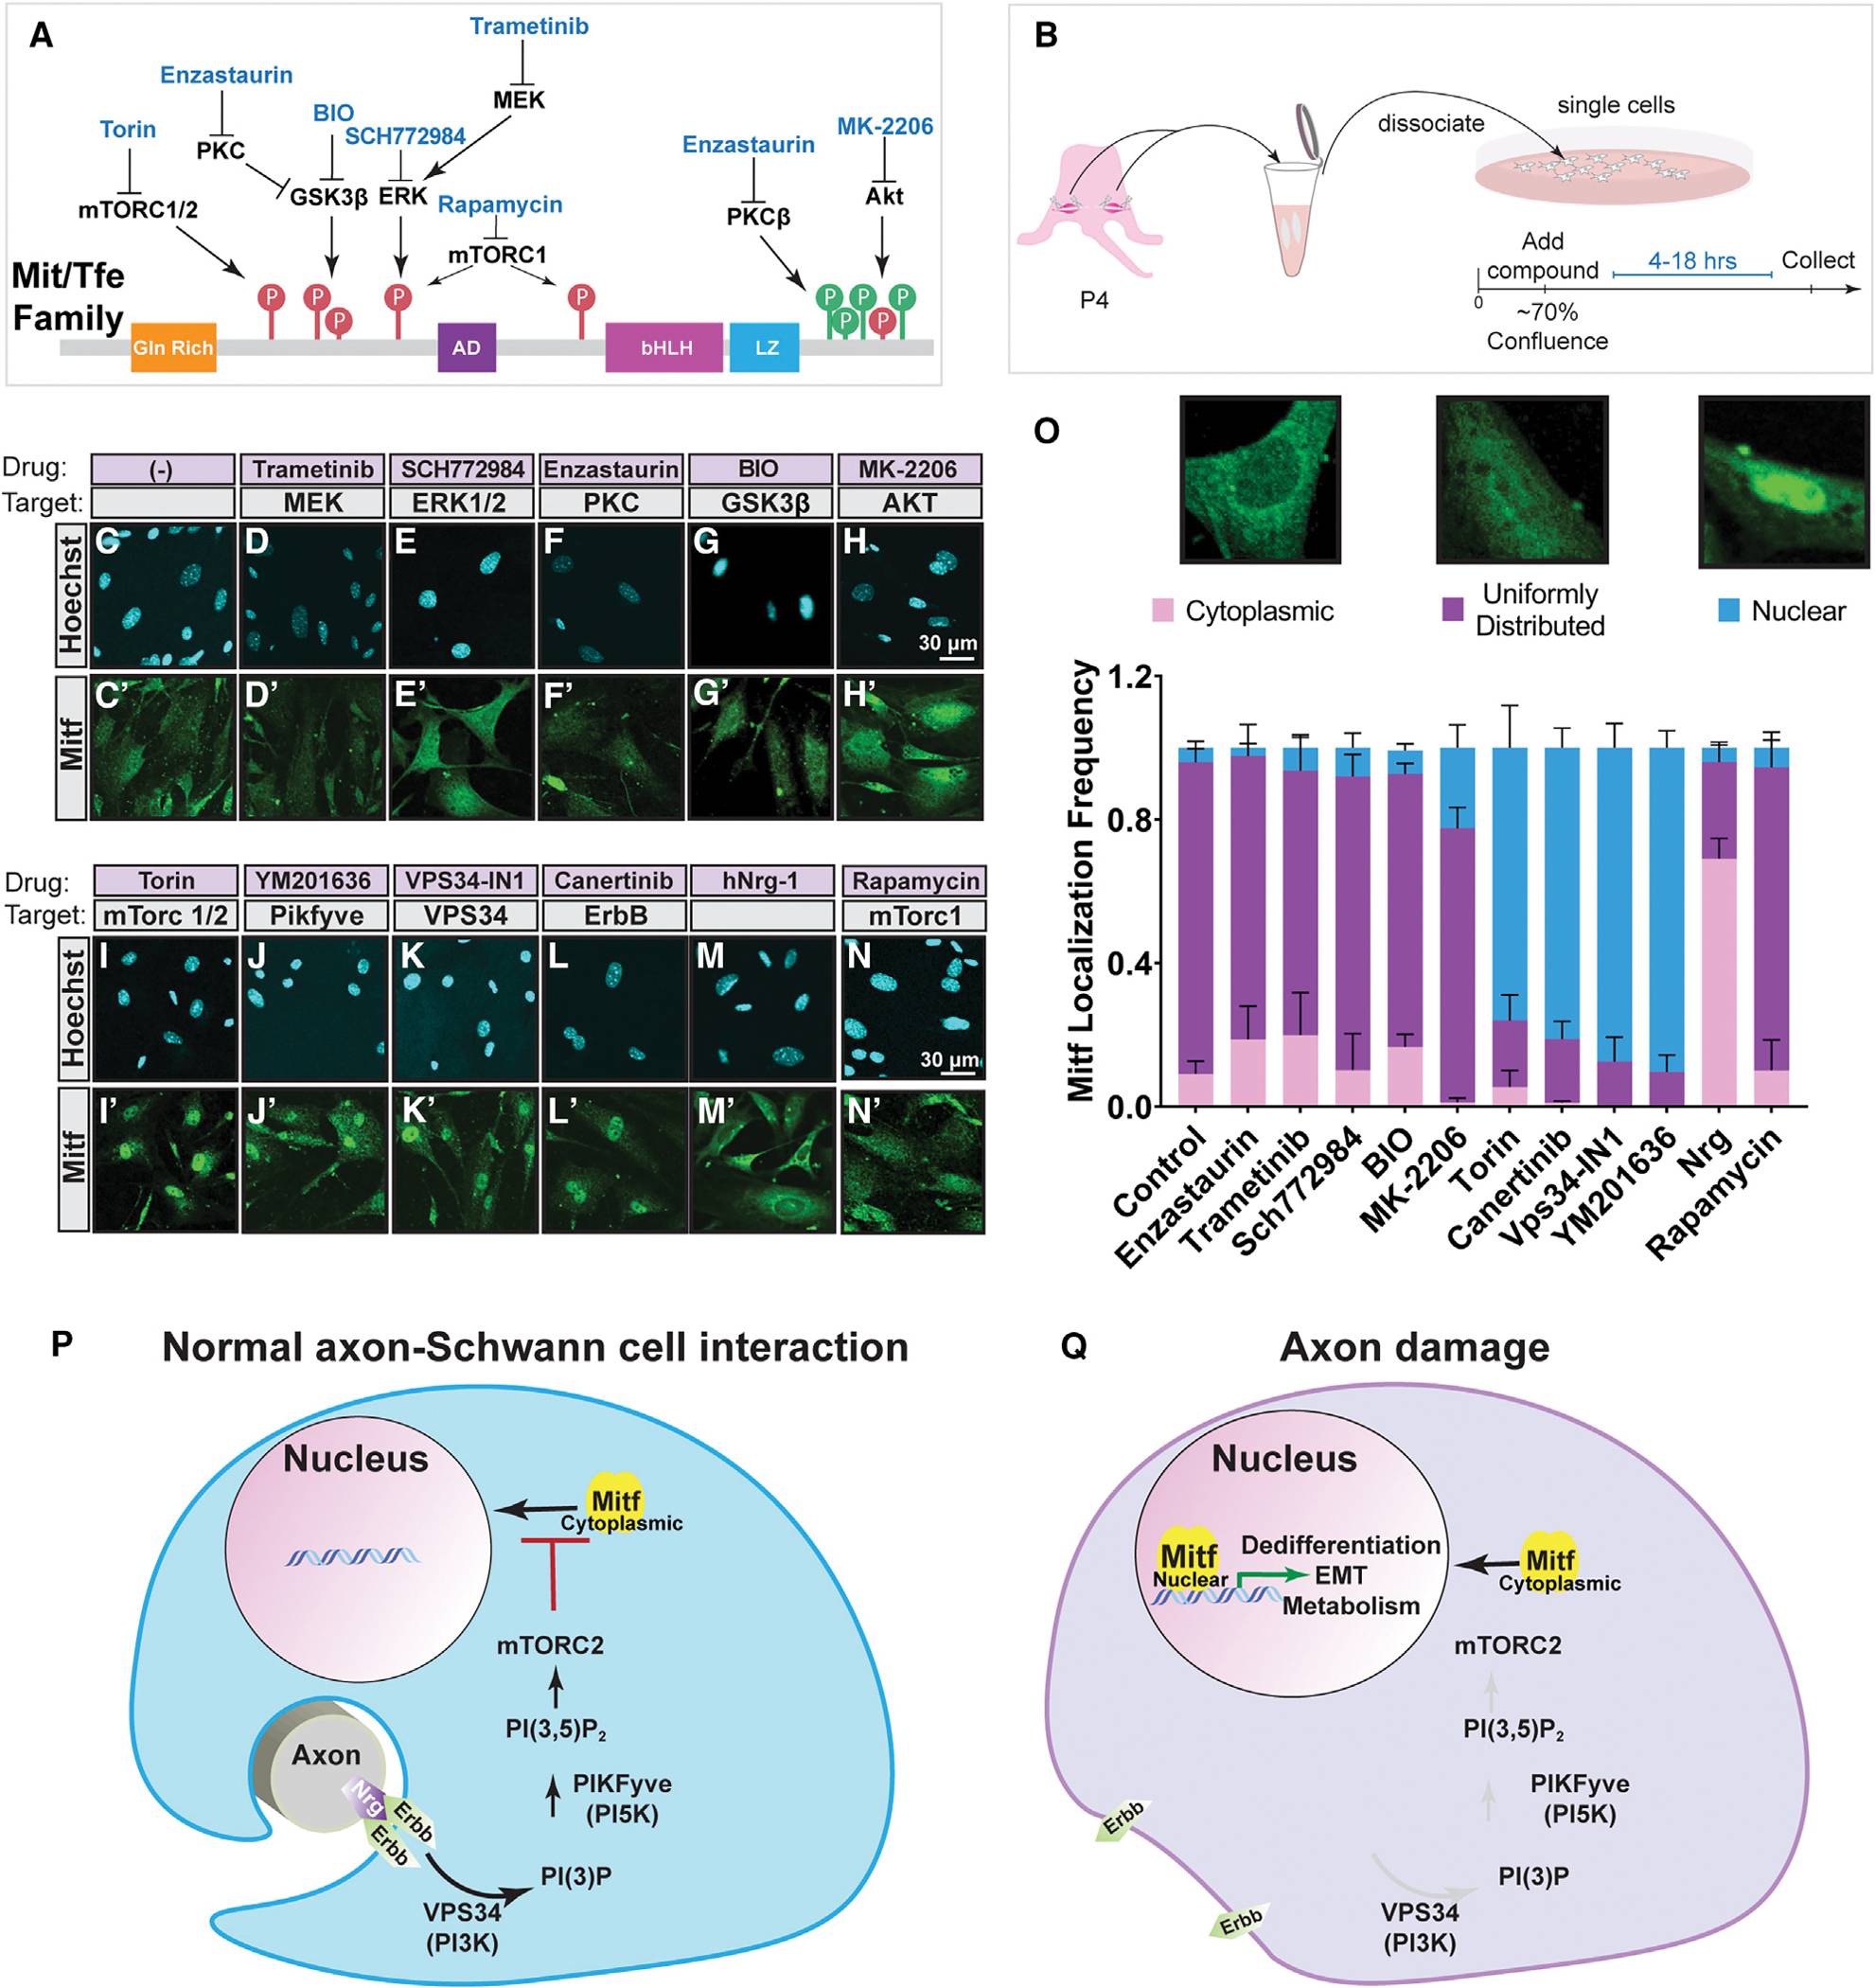 A
Trametinib
Enzastaurin
MEK
BIO
Torin
SCH772984
PKC
GSK3β
ERK
Rapamycin
mTORC1/2
mTORC1
Enzastaurin
MK-2206
PKCβ
Akt
Mit/Tfe
Family
P P P P P P P P P P P
Gln Rich
AD
bHLH
LZ
B
dissociate
single cells
P4
Add
compound
4-18 hrs
Collect
0
~70%
Confluence
Drug: (-) Trametinib SCH772984 Enzastaurin BIO MK-2206
Target: MEK ERK1/2 PKC GSK3β AKT
Hoechst
C D E F G H
30 µm
Mitf
C’ D’ E’ F’ G’ H’
Drug: Torin YM201636 VPS34-IN1 Canertinib hNrg-1 Rapamycin
Target: mTorc 1/2 Pikfyve VPS34 ErbB mTorc1
Hoechst
I J K L M N
30 µm
Mitf
I’ J’ K’ L’ M’ N’
O
Cytoplasmic
Uniformly
Distributed
Nuclear
Mitf Localization Frequency
1.2
0.8
0.4
0.0
Control
Enzastaurin
Trametinib
Sch772984
BIO
MK-2206
Torin
Canertinib
Vps34-IN1
YM201636
Nrg
Rapamycin
P
Normal axon-Schwann cell interaction
Nucleus
Mitf
Cytoplasmic
mTORC2
PI(3,5)P2
PIKFyve
(PI5K)
Axon
Nrg
Erbb
Erbb
PI(3)P
VPS34
(PI3K)
Q
Axon damage
Nucleus
Mitf
Nuclear
Dedifferentiation
EMT
Metabolism
Mitf
Cytoplasmic
mTORC2
PI(3,5)P2
PIKFyve
(PI5K)
Erbb
PI(3)P
Erbb
VPS34
(PI3K)